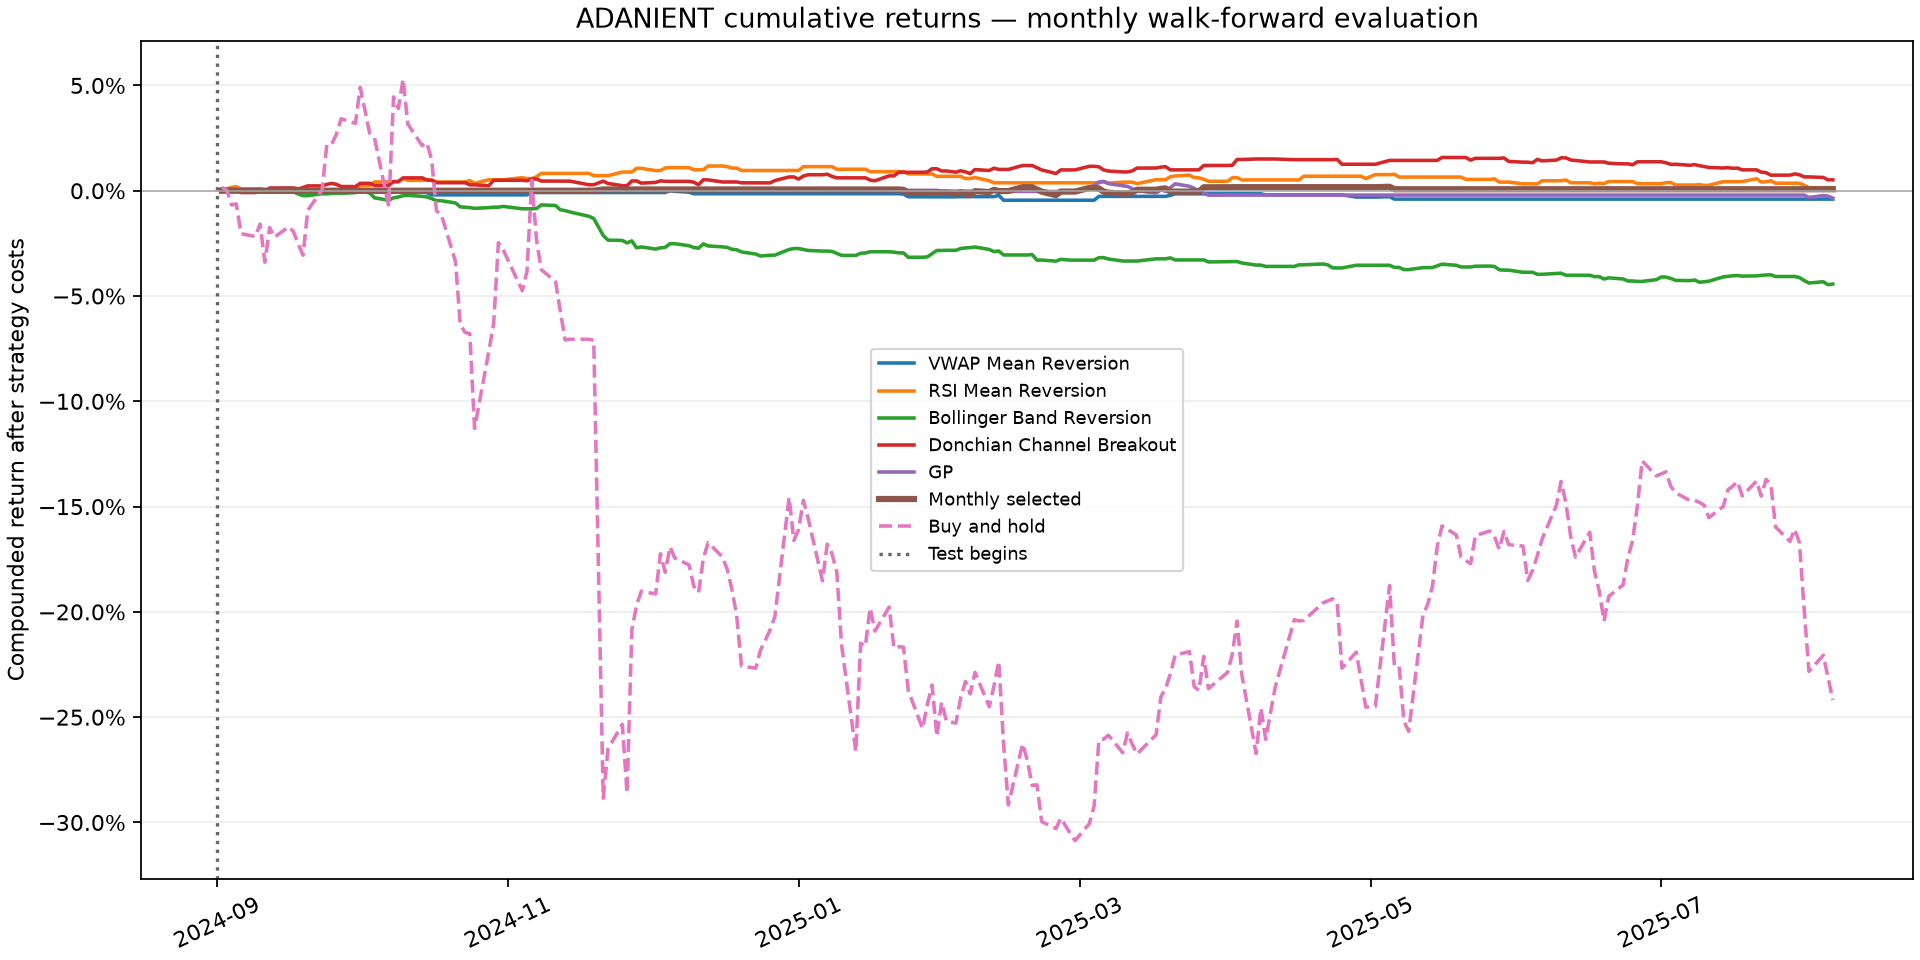 ADANIENT cumulative returns — monthly walk-forward evaluation
Compounded return after strategy costs
5.0%
0.0%
−5.0%
−10.0%
−15.0%
−20.0%
−25.0%
−30.0%
VWAP Mean Reversion
RSI Mean Reversion
Bollinger Band Reversion
Donchian Channel Breakout
GP
Monthly selected
Buy and hold
Test begins
2024-09
2024-11
2025-01
2025-03
2025-05
2025-07